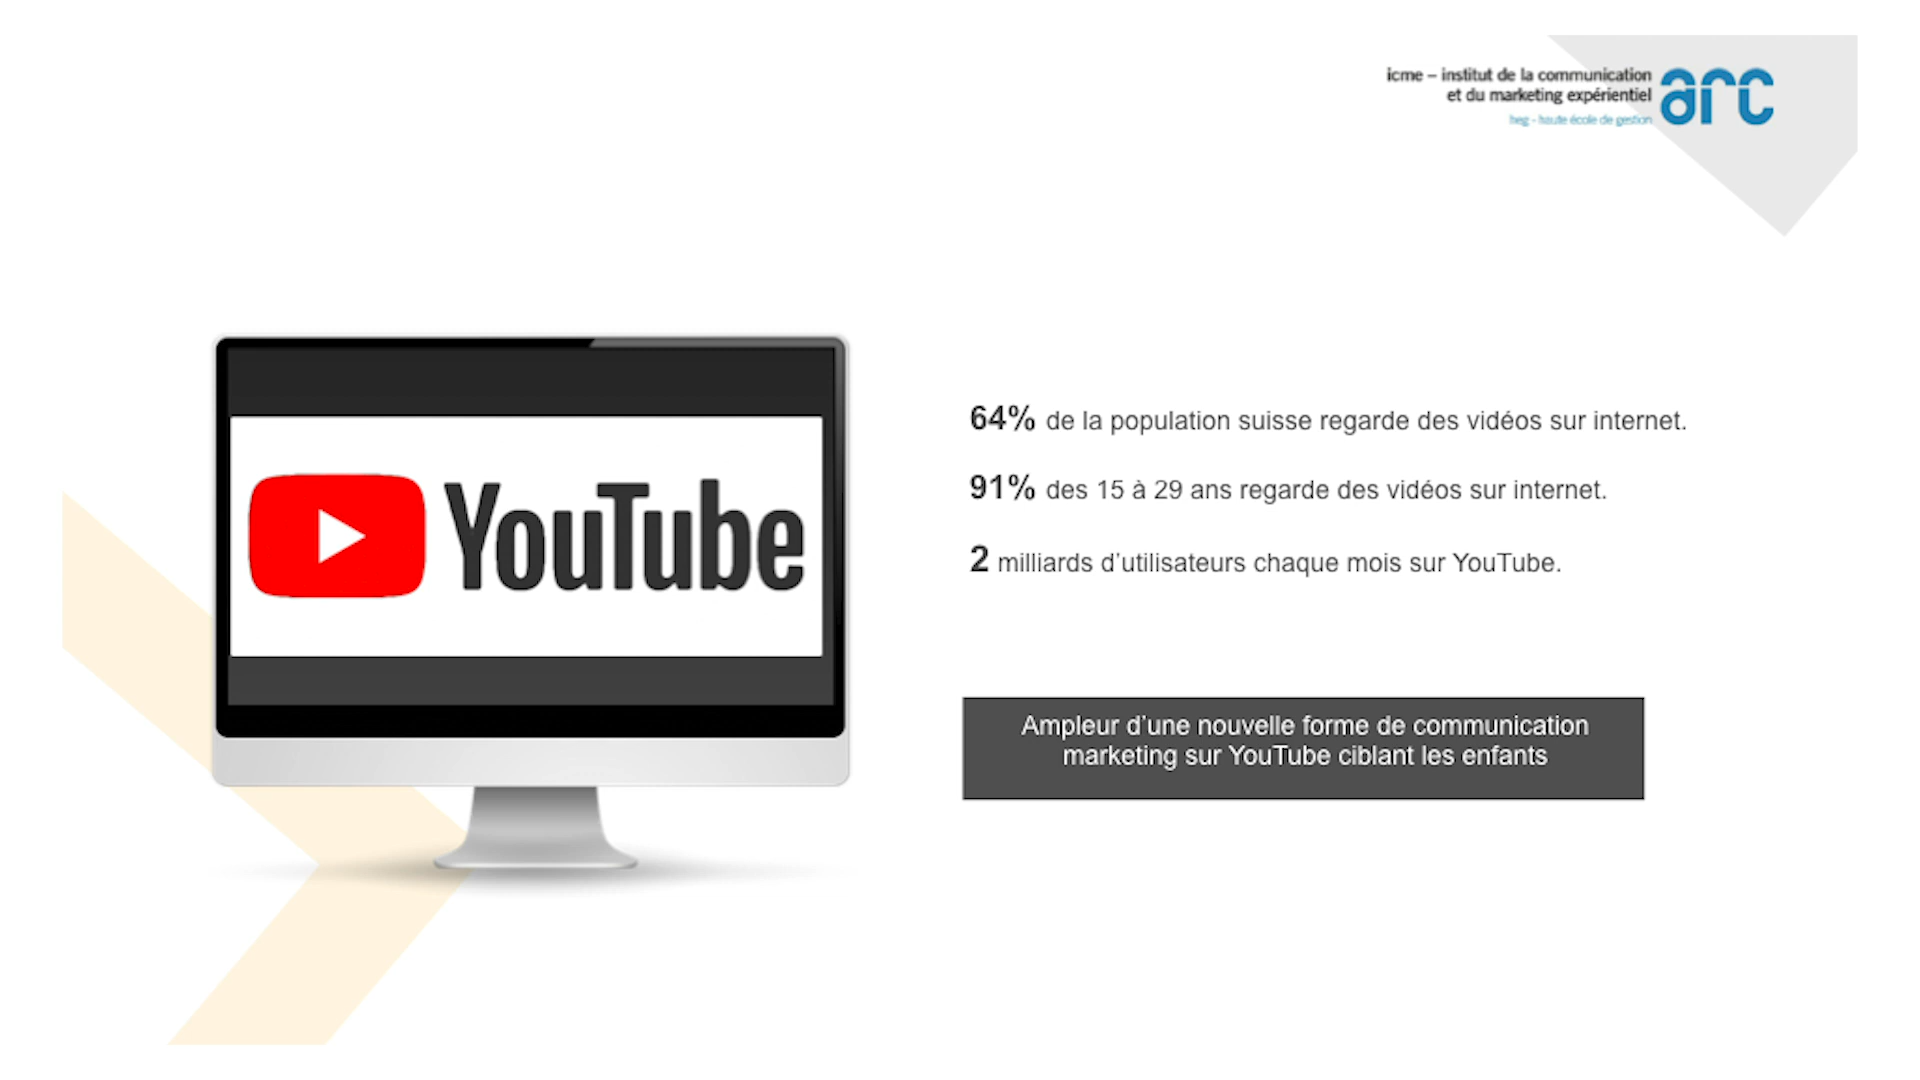 icme – institut de la communication
et du marketing expérientiel
heg - haute école de gestion
arc
YouTube
64% de la population suisse regarde des vidéos sur internet.
91% des 15 à 29 ans regarde des vidéos sur internet.
2 milliards d’utilisateurs chaque mois sur YouTube.
Ampleur d’une nouvelle forme de communication
marketing sur YouTube ciblant les enfants